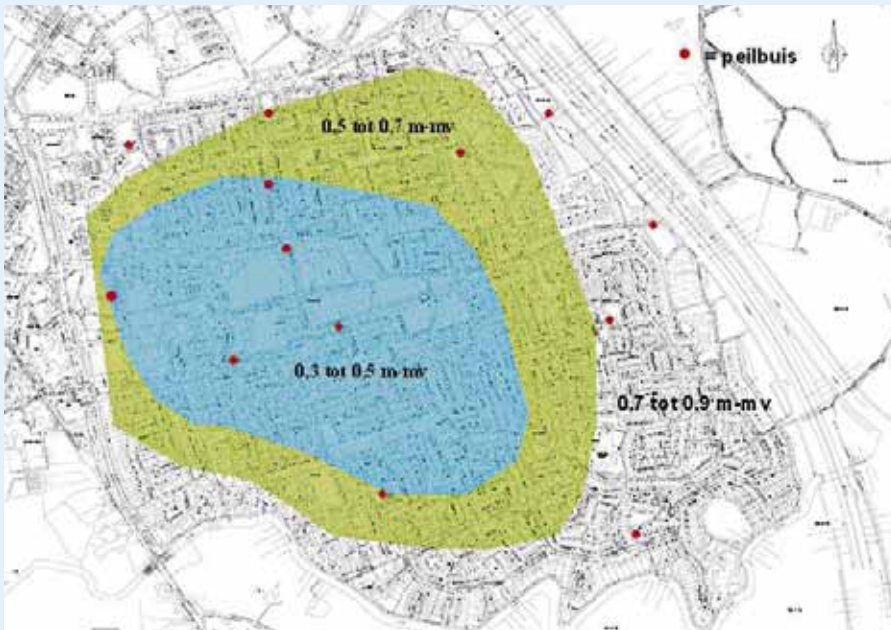 = peilbuis
0,5 tot 0,7 m-mv
0,3 tot 0,5 m-mv
0,7 tot 0,9 m-mv